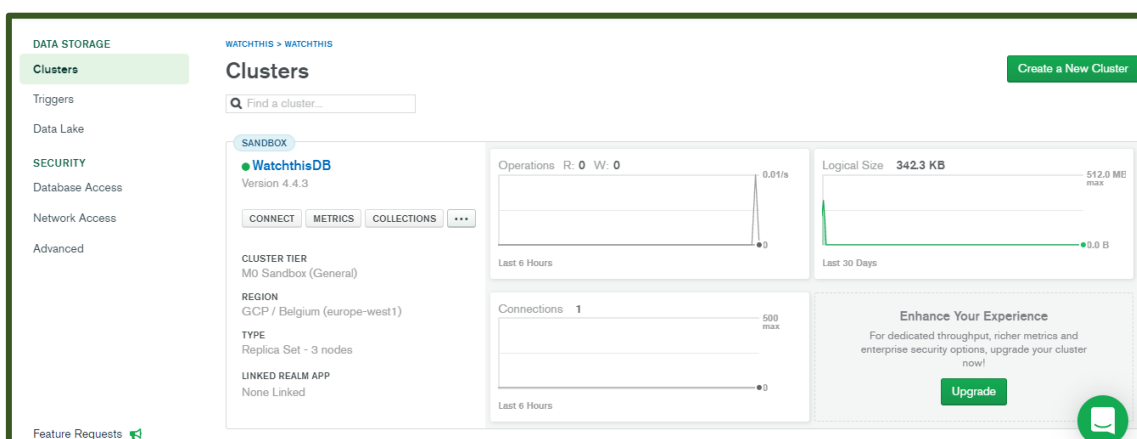 DATA STORAGE
Clusters
Triggers
Data Lake
SECURITY
Database Access
Network Access
Advanced
Feature Requests
WATCHTHIS > WATCHTHIS
Clusters
Create a New Cluster
Find a cluster...
SANDBOX
WatchthisDB
Version 4.4.3
CONNECT METRICS COLLECTIONS ...
CLUSTER TIER
M0 Sandbox (General)
REGION
GCP / Belgium (europe-west1)
TYPE
Replica Set - 3 nodes
LINKED REALM APP
None Linked
Operations R: 0 W: 0
0.01/s
0
Last 6 Hours
Logical Size 342.3 KB
512.0 MB
max
0.0 B
Last 30 Days
Connections 1
500
max
0
Last 6 Hours
Enhance Your Experience
For dedicated throughput, richer metrics and
enterprise security options, upgrade your cluster
now!
Upgrade